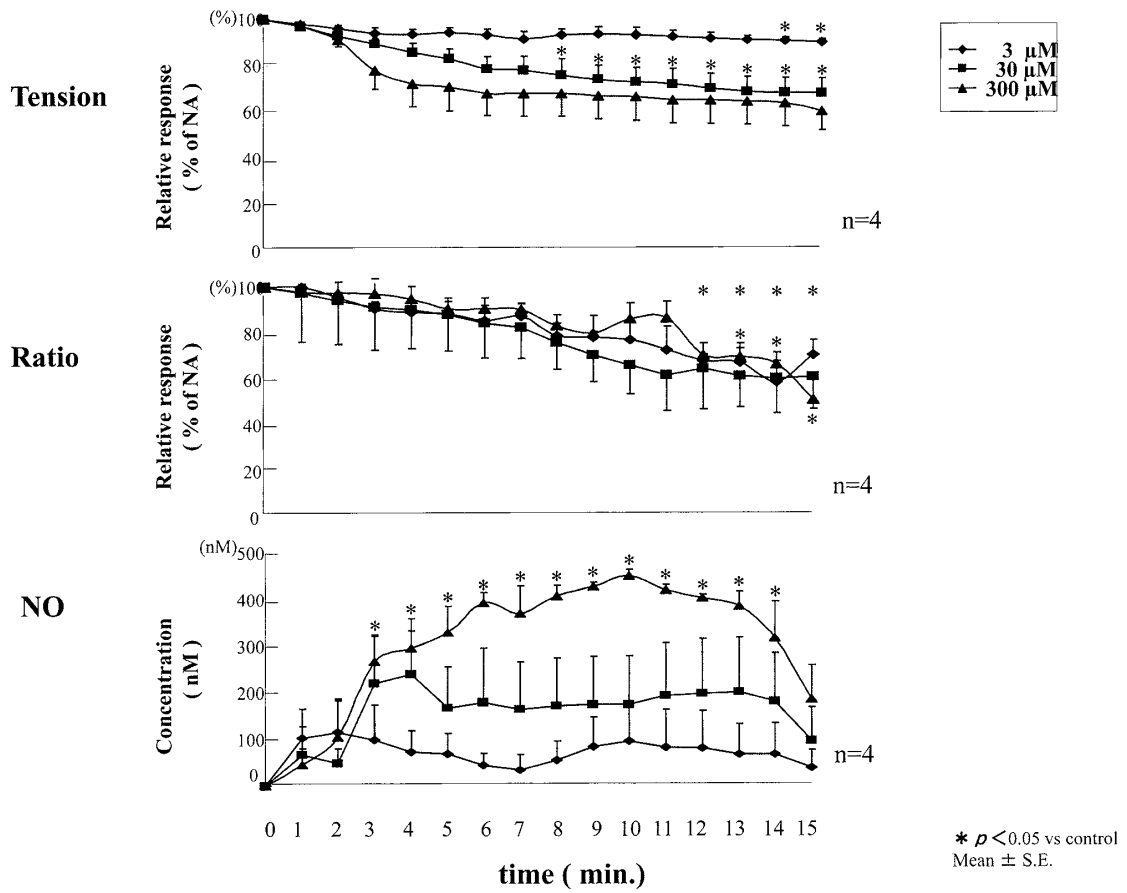 Tension
Relative response
( % of NA)
(%) 10
80
60
40
20
0
* *
* * * * * * * *
n=4
3 µM
30 µM
300 µM
Ratio
Relative response
( % of NA)
(%) 10
80
60
40
20
0
* * * *
* *
*
n=4
NO
Concentration
( nM)
(nM) 500
400
300
200
100
0
* * * * * * * * * * * *
n=4
0 1 2 3 4 5 6 7 8 9 10 11 12 13 14 15
time ( min.)
* p<0.05 vs control
Mean ± S.E.